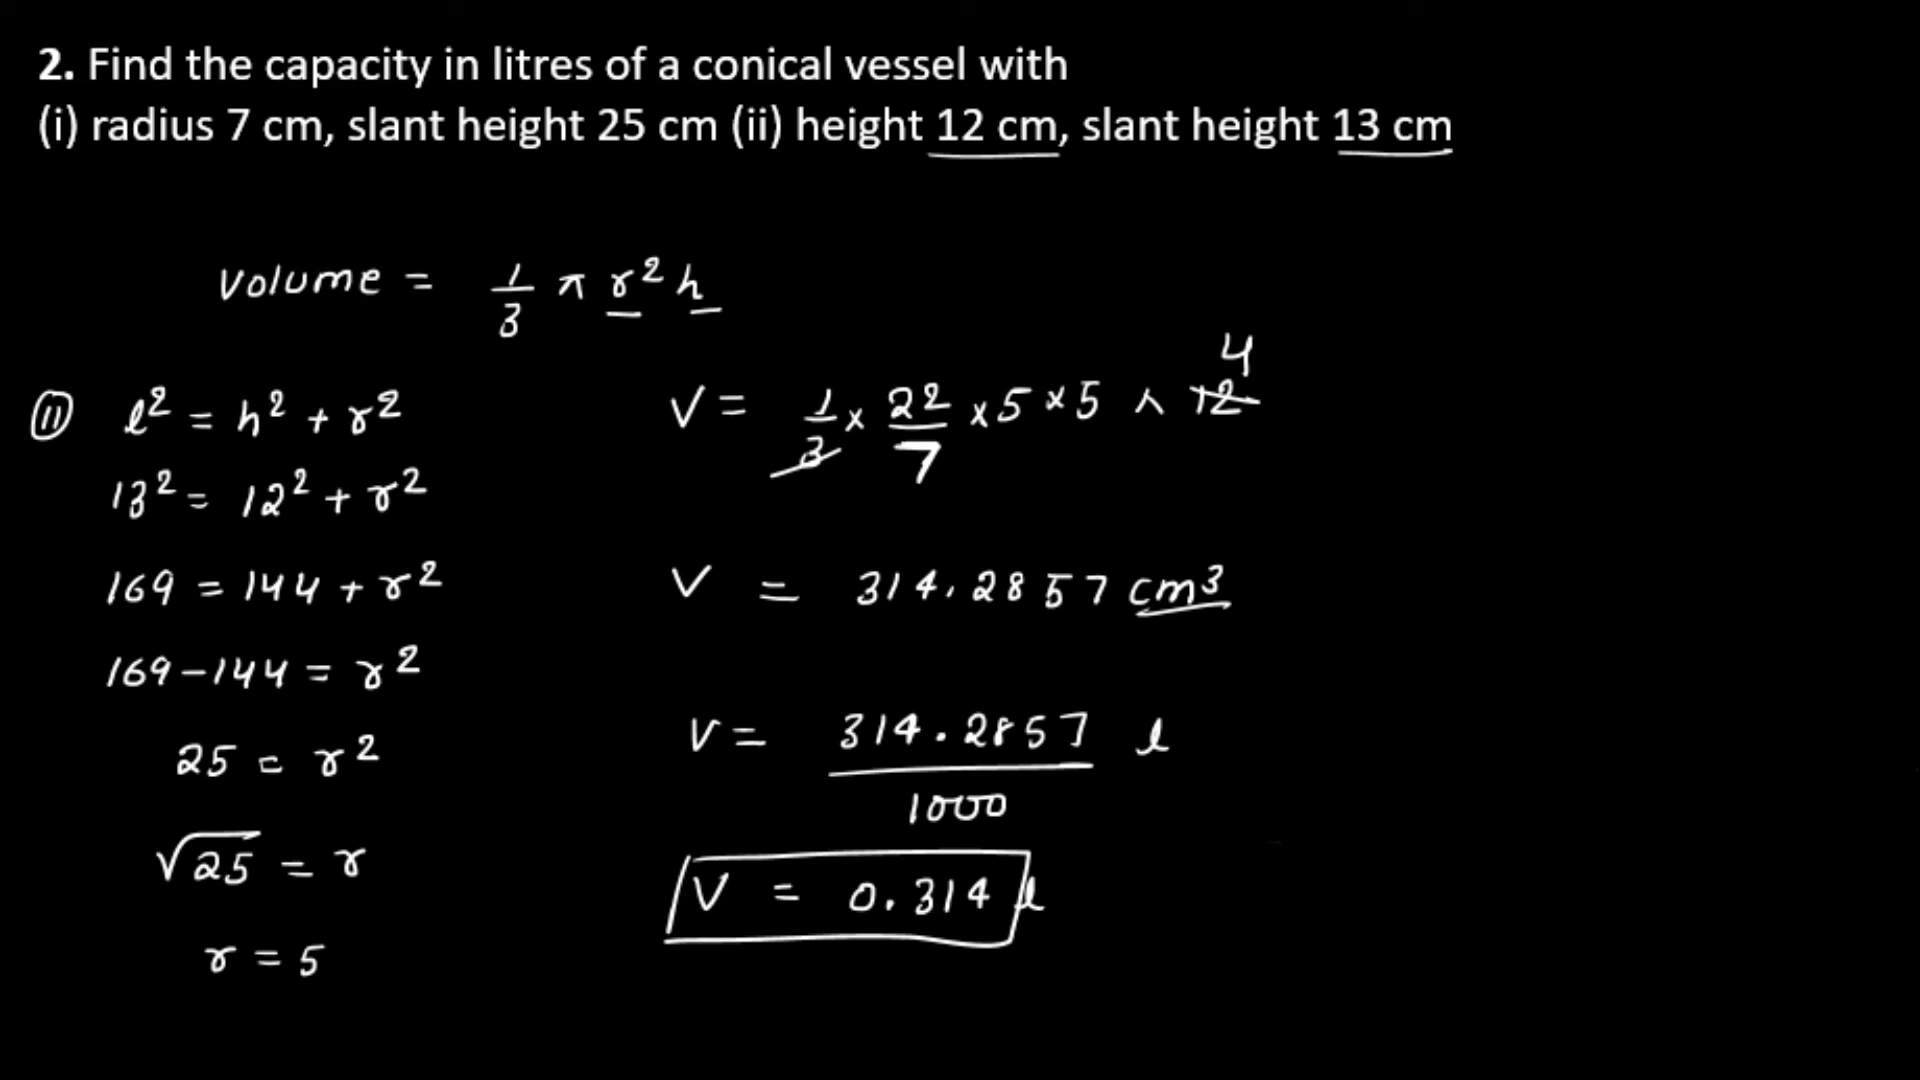 2. Find the capacity in litres of a conical vessel with
(i) radius 7 cm, slant height 25 cm (ii) height 12 cm, slant height 13 cm
Volume = 1/3 π r² h
(ii) l² = h² + r²
13² = 12² + r²
169 = 144 + r²
169 - 144 = r²
25 = r²
√25 = r
r = 5
V = 1/3 × 22/7 × 5 × 5 × 12 4
V = 314.2857 cm³
V = 314.2857/1000 l
V = 0.314 l